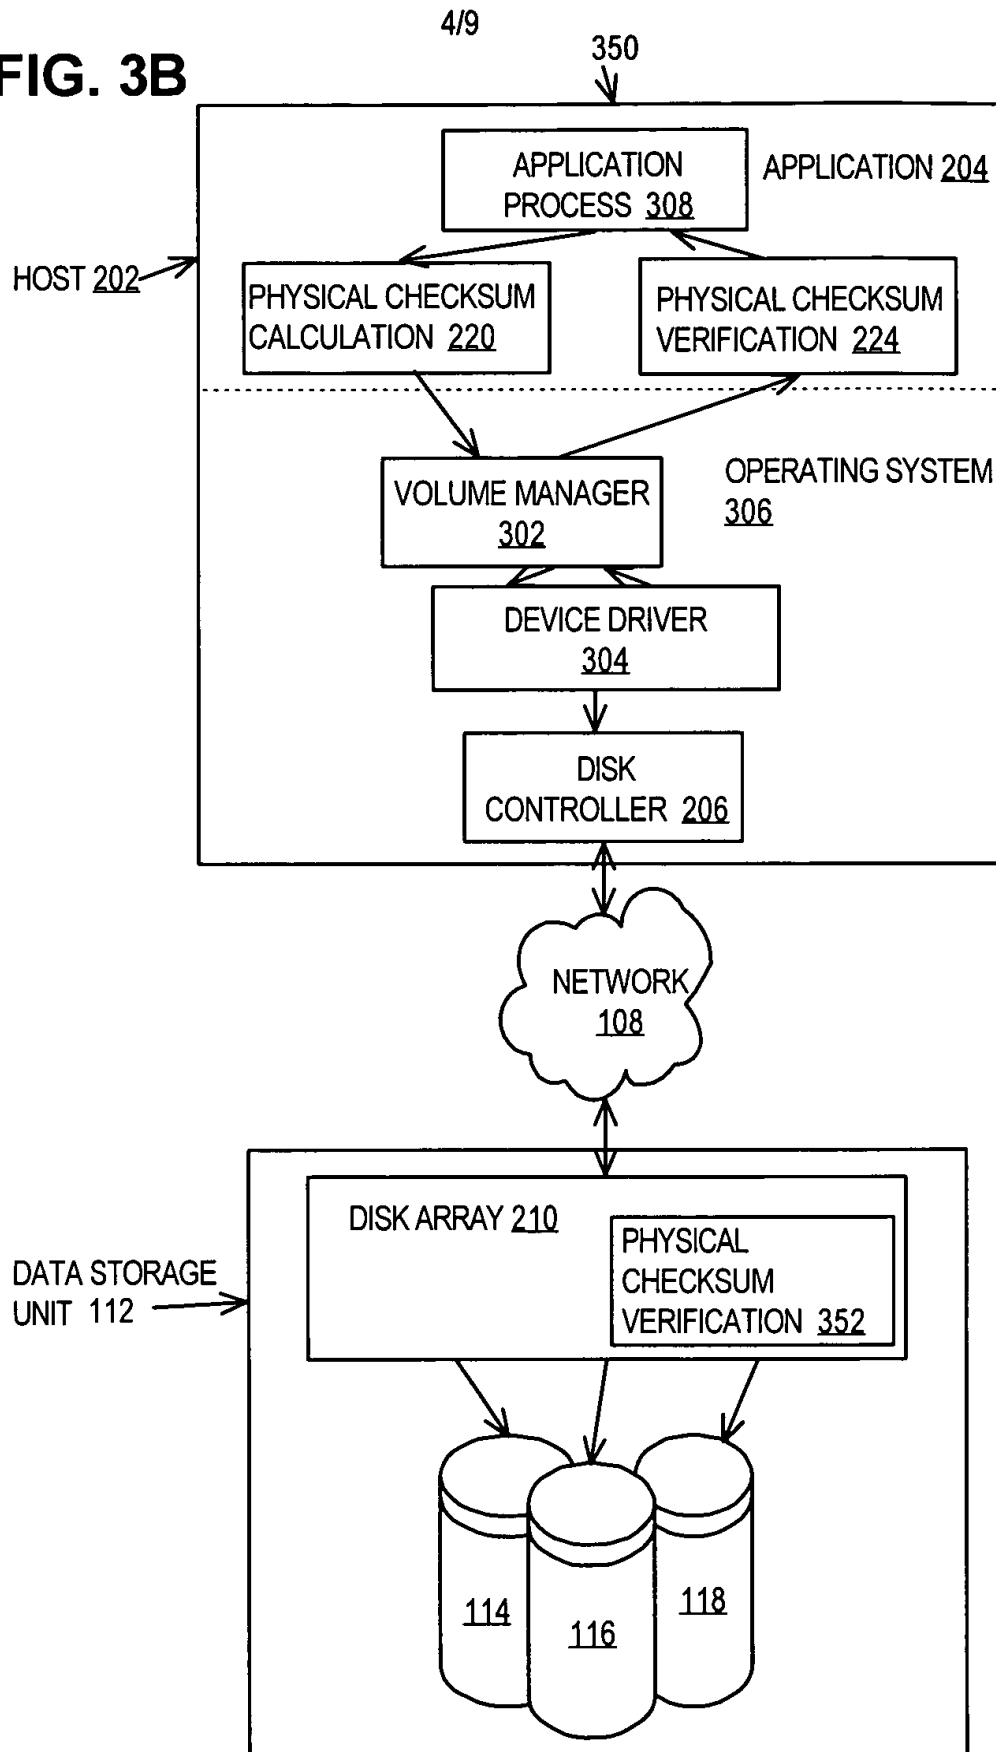 4/9
FIG. 3B
350
APPLICATION
PROCESS 308
APPLICATION 204
HOST 202
PHYSICAL CHECKSUM
CALCULATION 220
PHYSICAL CHECKSUM
VERIFICATION 224
VOLUME MANAGER
302
OPERATING SYSTEM
306
DEVICE DRIVER
304
DISK
CONTROLLER 206
NETWORK
108
DISK ARRAY 210
PHYSICAL
CHECKSUM
VERIFICATION 352
DATA STORAGE
UNIT 112
114
116
118